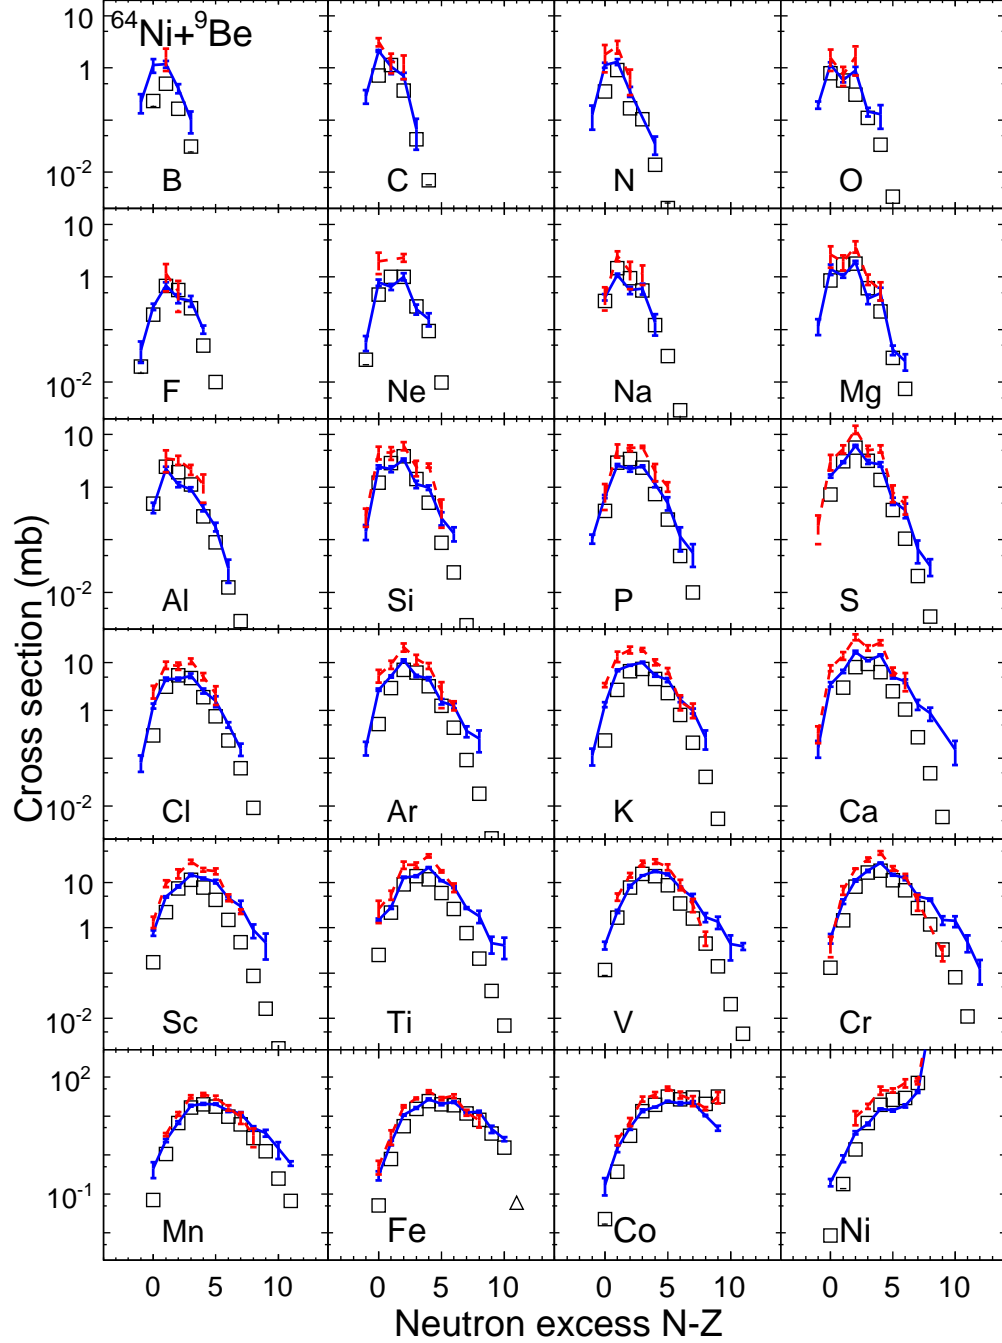 ⁶⁴Ni+⁹Be
10
1
10⁻²
B
C
N
O
10
1
10⁻²
F
Ne
Na
Mg
10
1
10⁻²
Al
Si
P
S
10
1
10⁻²
Cl
Ar
K
Ca
10
1
10⁻²
Sc
Ti
V
Cr
10²
10⁻¹
Mn
Fe
Co
Ni
0 5 10 0 5 10 0 5 10 0 5 10
Cross section (mb)
Neutron excess N-Z